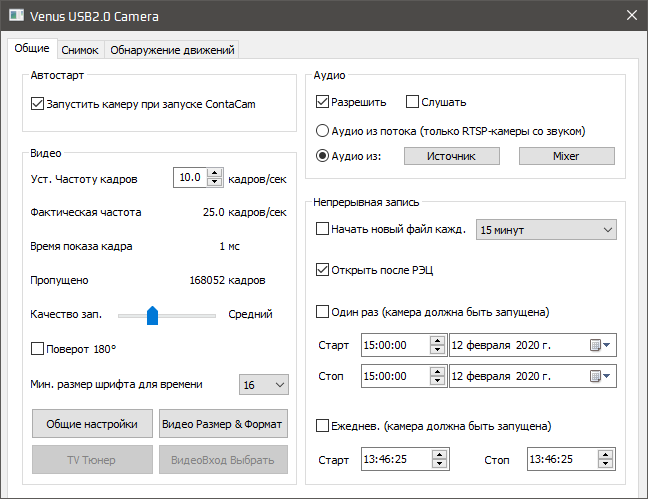 Venus USB2.0 Camera
Общие Снимок Обнаружение движений
Автостарт
Запустить камеру при запуске ContaCam
Видео
Уст. Частоту кадров 10.0 кадров/сек
Фактическая частота 25.0 кадров/сек
Время показа кадра 1 мс
Пропущено 168052 кадров
Качество зап. Средний
Поверот 180°
Мин. размер шрифта для времени 16
Общие настройки Видео Размер & Формат
TV Тюнер ВидеоВход Выбрать
Аудио
Разрешить Слушать
Аудио из потока (только RTSP-камеры со звуком)
Аудио из: Источник Mixer
Непрерывная запись
Начать новый файл кажд. 15 минут
Открыть после РЭЦ
Один раз (камера должна быть запущена)
Старт 15:00:00 12 февраля 2020 г.
Стоп 15:00:00 12 февраля 2020 г.
Ежеднев. (камера должна быть запущена)
Старт 13:46:25 Стоп 13:46:25